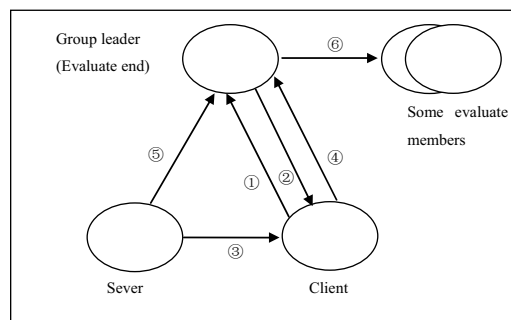 Group leader
(Evaluate end)
⑥
Some evaluate
members
⑤
①
②
④
③
Sever
Client